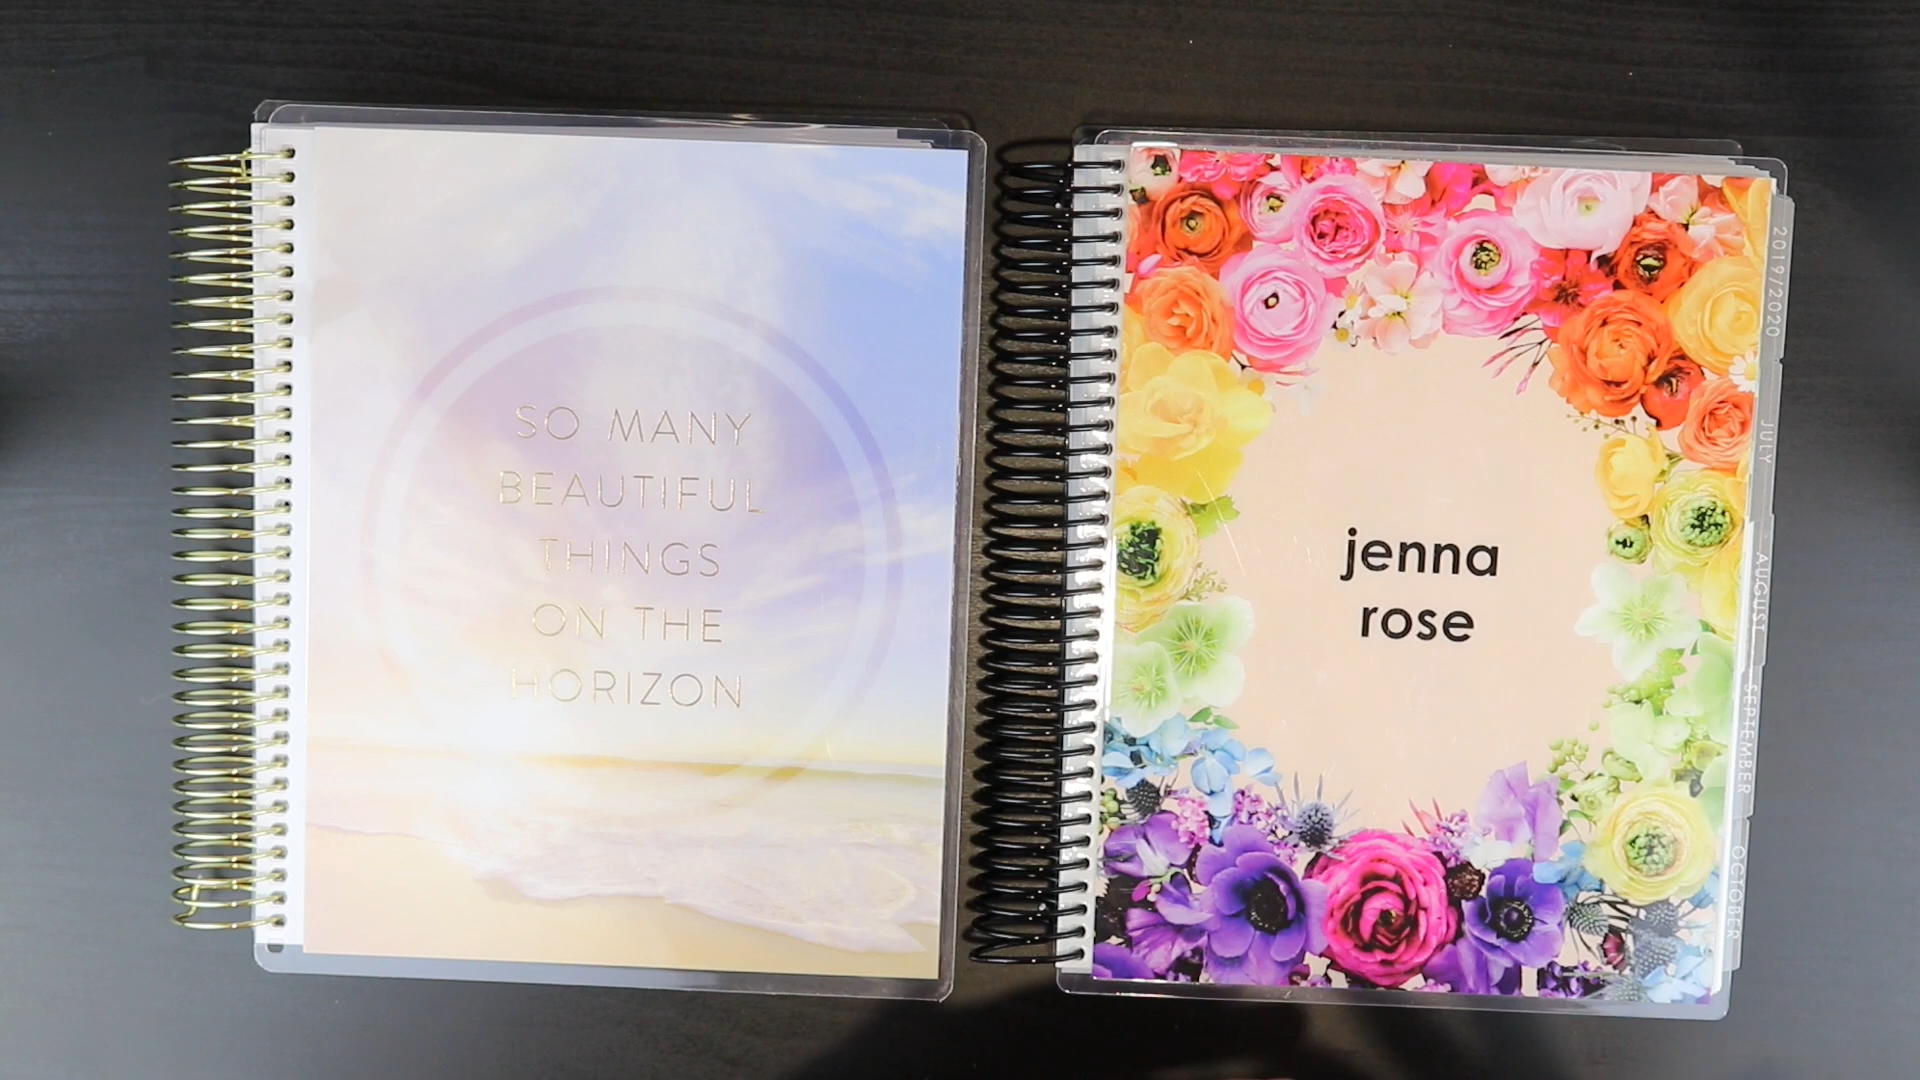 SO MANY
BEAUTIFUL
THINGS
ON THE
HORIZON
jenna
rose
2019/2020
JULY
AUGUST
SEPTEMBER
OCTOBER